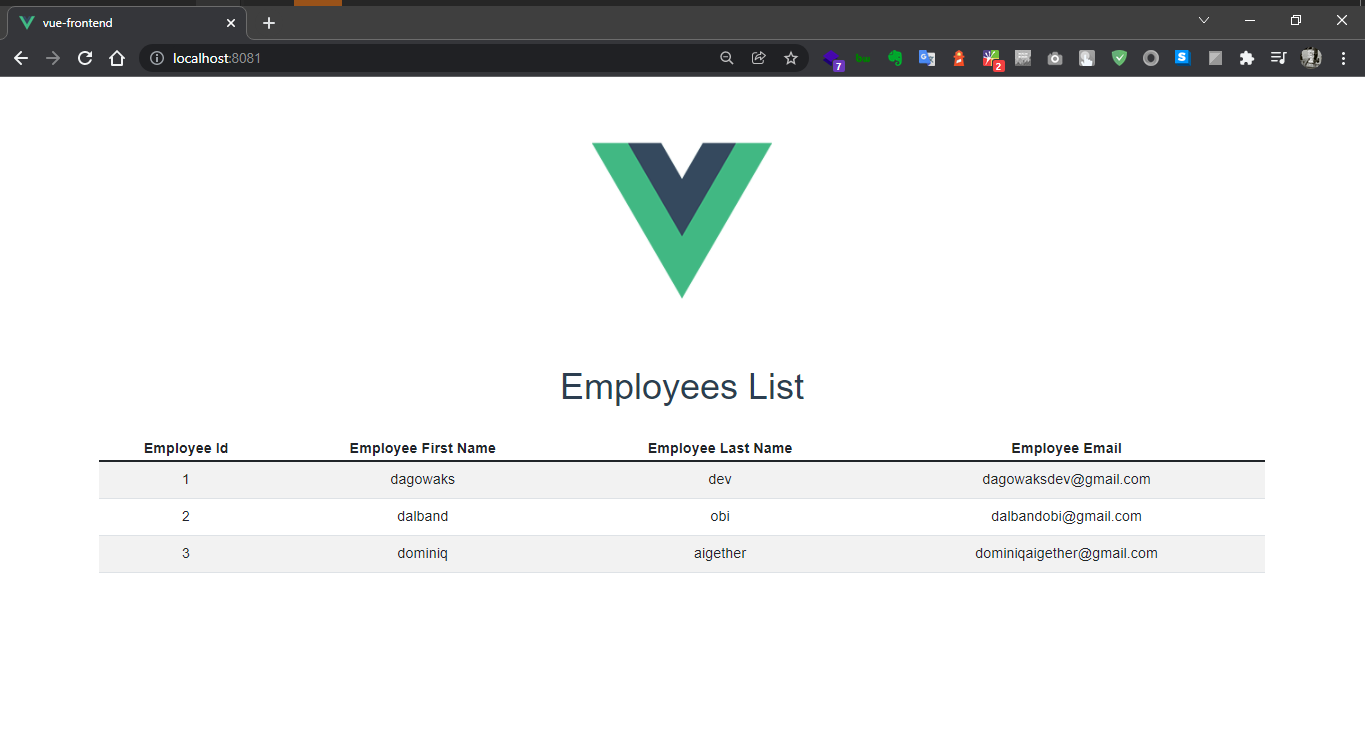 vue-frontend
localhost:8081
7
bw
G
2
S
Employees List
Employee Id Employee First Name Employee Last Name Employee Email
1 dagowaks dev dagowaksdev@gmail.com
2 dalband obi dalbandobi@gmail.com
3 dominiq aigether dominiqaigether@gmail.com